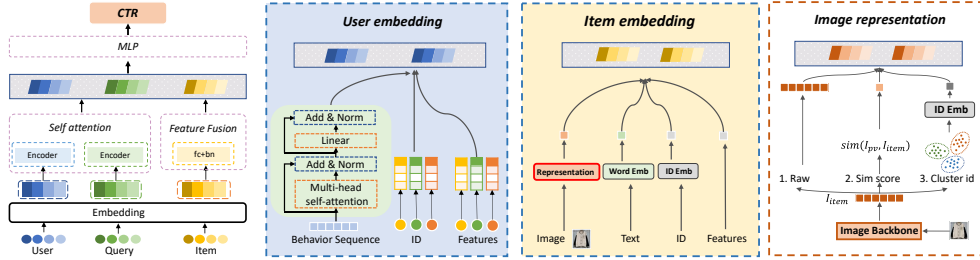 CTR
MLP
Self attention
Feature Fusion
Encoder
Encoder
fc+bn
Embedding
User
Query
Item
User embedding
Add & Norm
Linear
Add & Norm
Multi-head
self-attention
Behavior Sequence
ID
Features
Item embedding
Representation
Word Emb
ID Emb
Image
Text
ID
Features
Image representation
ID Emb
sim(I_pv, I_item)
1. Raw
2. Sim score
3. Cluster id
I_item
Image Backbone